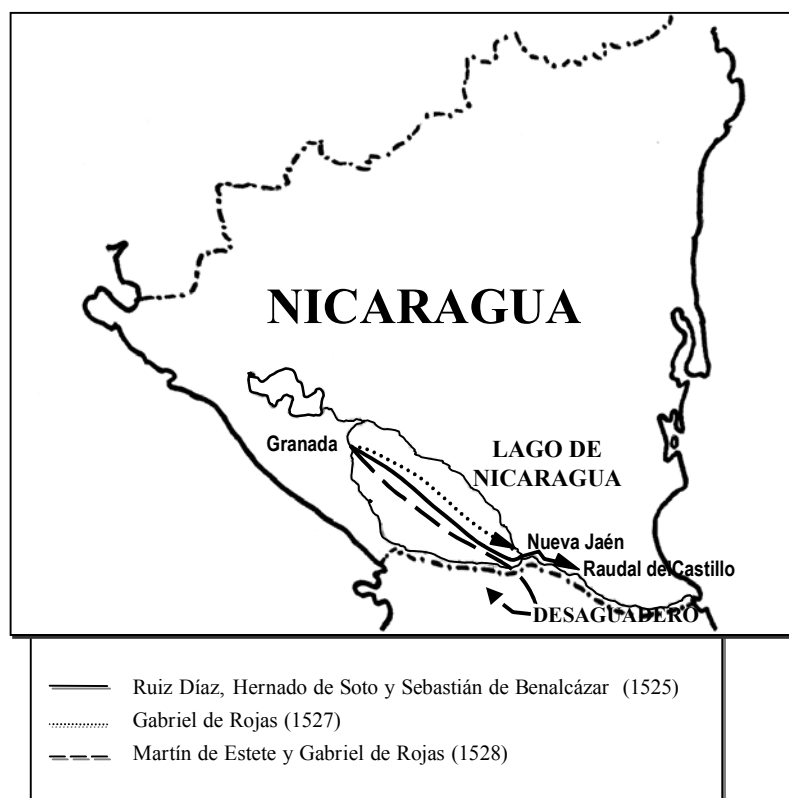 NICARAGUA
Granada
LAGO DE
NICARAGUA
Nueva Jaén
Raudal del Castillo
DESAGUADERO
Ruiz Díaz, Hernado de Soto y Sebastián de Benalcázar (1525)
Gabriel de Rojas (1527)
Martín de Estete y Gabriel de Rojas (1528)